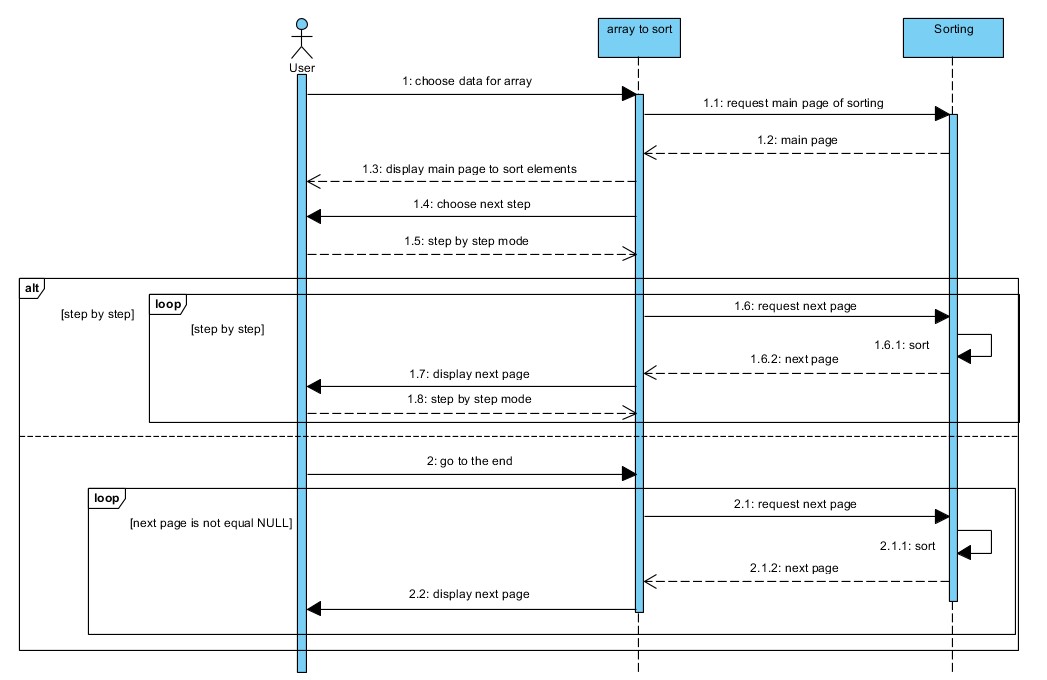 array to sort
Sorting
User
1: choose data for array
1.1: request main page of sorting
1.2: main page
1.3: display main page to sort elements
1.4: choose next step
1.5: step by step mode
alt
[step by step]
loop
[step by step]
1.6: request next page
1.6.1: sort
1.6.2: next page
1.7: display next page
1.8: step by step mode
2: go to the end
loop
[next page is not equal NULL]
2.1: request next page
2.1.1: sort
2.1.2: next page
2.2: display next page